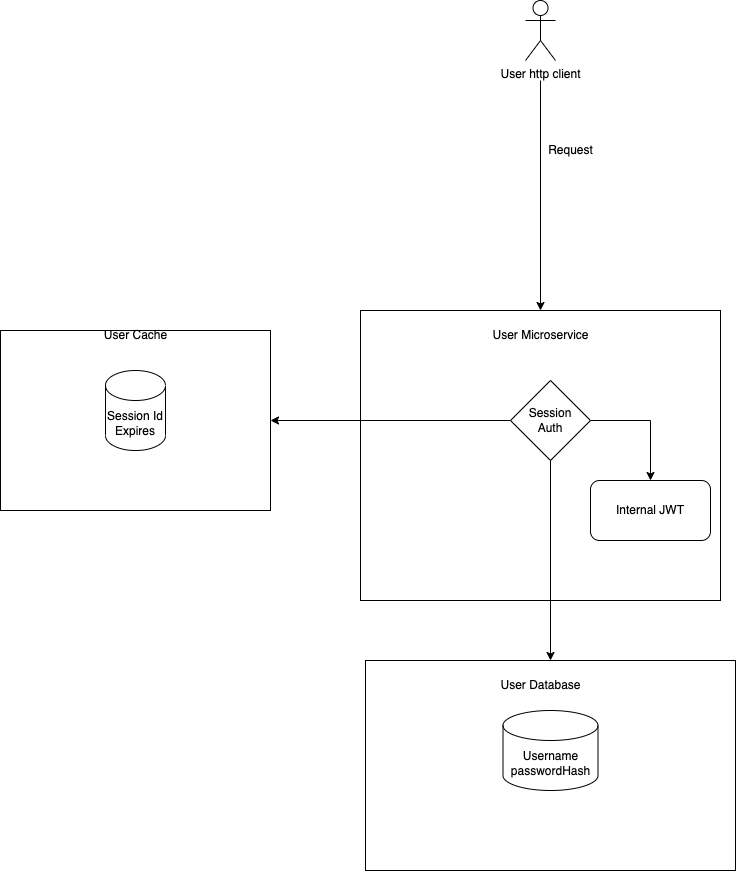 User http client
Request
User Cache
User Microservice
Session Id
Expires
Session
Auth
Internal JWT
User Database
Username
passwordHash